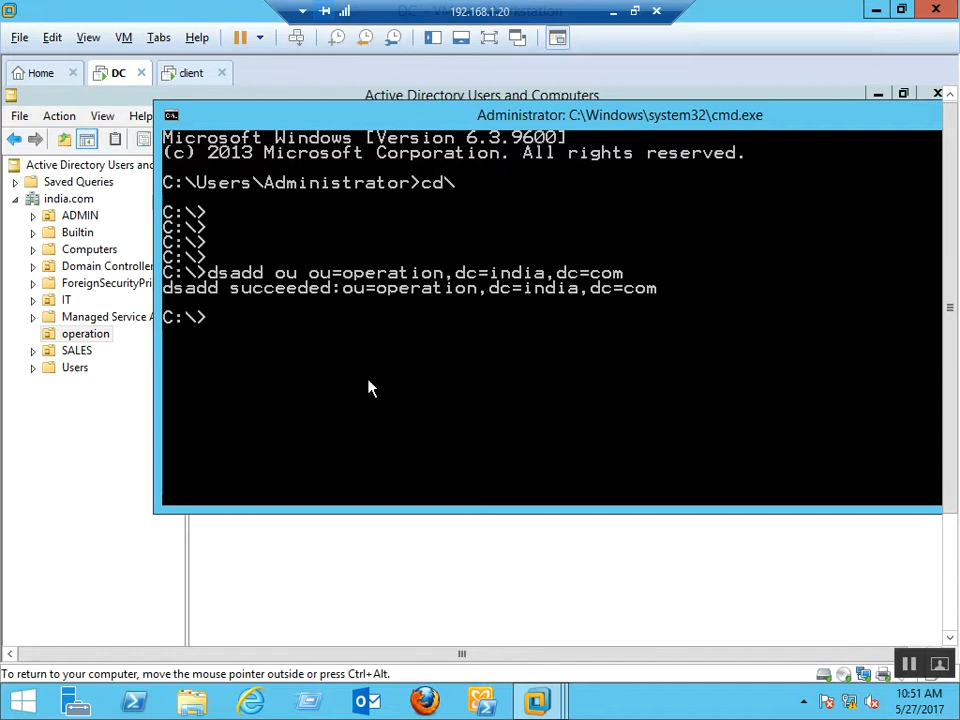 192.168.1.20
File Edit View VM Tabs Help
Home DC client
Active Directory Users and Computers
File Action View Help
Administrator: C:\Windows\system32\cmd.exe
Active Directory Users and
Saved Queries
india.com
ADMIN
Builtin
Computers
Domain Controller
ForeignSecurityPri
IT
Managed Service A
operation
SALES
Users
Microsoft Windows [Version 6.3.9600]
(c) 2013 Microsoft Corporation. All rights reserved.
C:\Users\Administrator>cd\
C:\>
C:\>
C:\>
C:\>
C:\>dsadd ou ou=operation,dc=india,dc=com
dsadd succeeded:ou=operation,dc=india,dc=com
C:\>
To return to your computer, move the mouse pointer outside or press Ctrl+Alt.
10:51 AM
5/27/2017